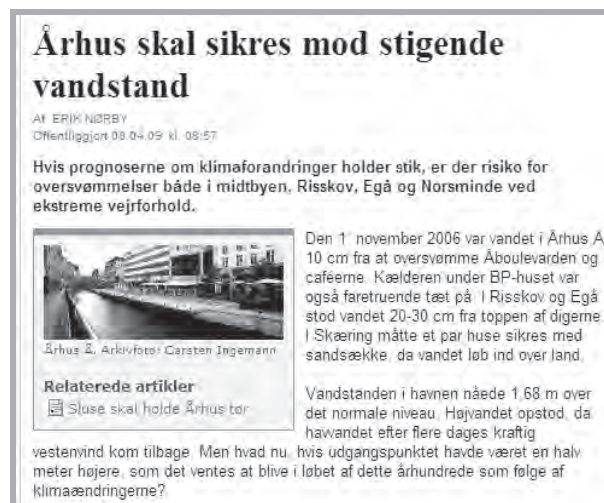 Århus skal sikres mod stigende
vandstand
Af ERIK NØRBY
Offentliggjort 08.04.09 kl. 08:57
Hvis prognoserne om klimaforandringer holder stik, er der risiko for
oversvømmelser både i midtbyen, Risskov, Egå og Norsminde ved
ekstreme vejrforhold.
Århus Å. Arkivfoto: Carsten Ingemann
Relaterede artikler
Sluse skal holde Århus tør
Den 1. november 2006 var vandet i Århus Å
10 cm fra at oversvømme Åboulevarden og
caféerne. Kælderen under BP-huset var
også faretruende tæt på. I Risskov og Egå
stod vandet 20-30 cm fra toppen af digerne.
I Skæring måtte et par huse sikres med
sandsække, da vandet løb ind over land.
Vandstanden i havnen nåede 1,68 m over
det normale niveau. Højvandet opstod, da
havvandet efter flere dages kraftig
vestenvind kom tilbage. Men hvad nu, hvis udgangspunktet havde været en halv
meter højere, som det ventes at blive i løbet af dette århundrede som følge af
klimaændringerne?